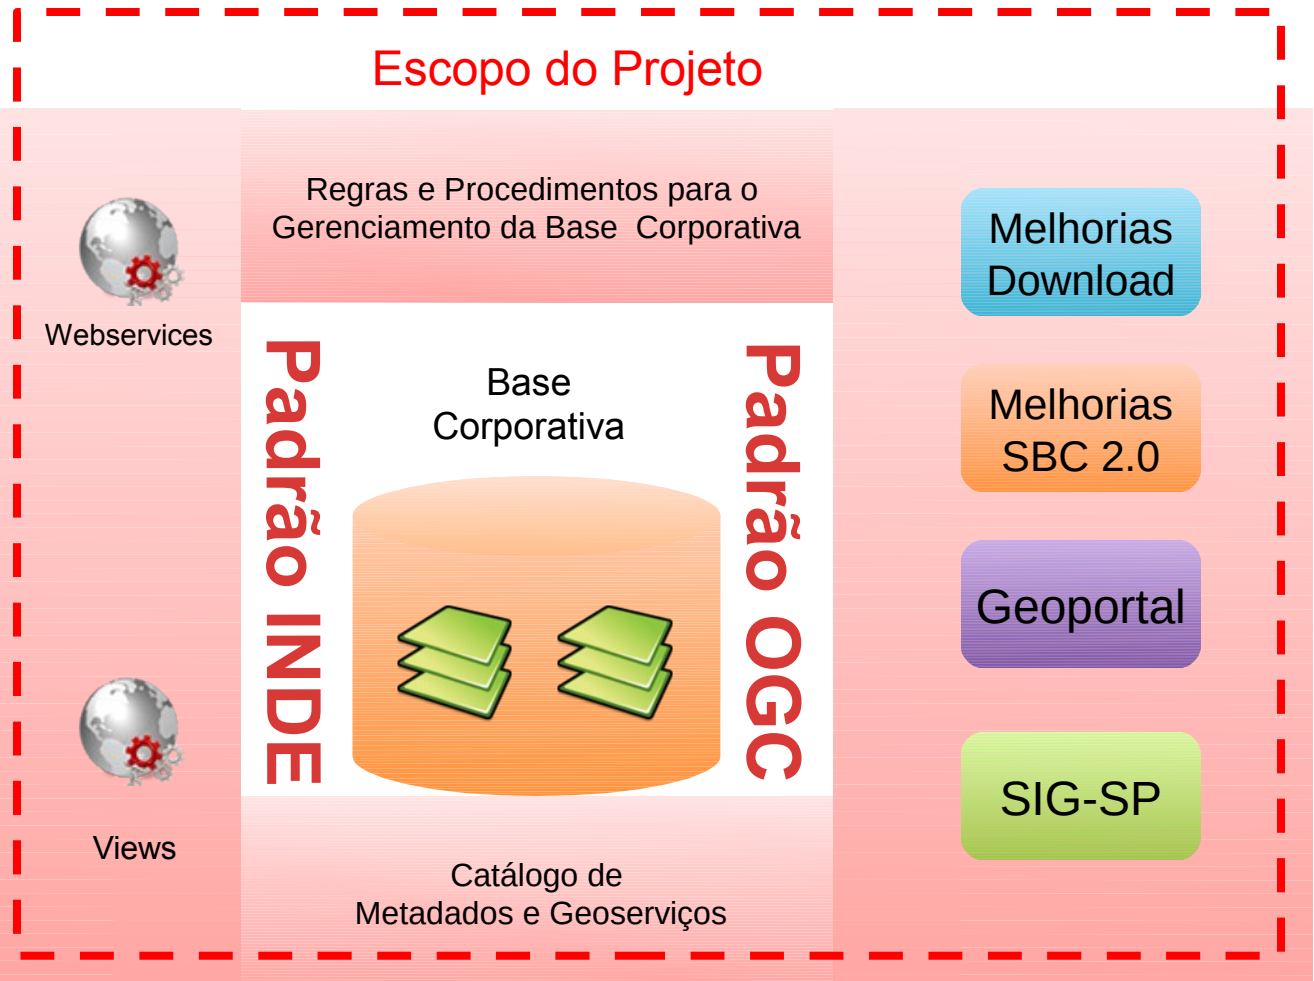 Escopo do Projeto
Regras e Procedimentos para o
Gerenciamento da Base Corporativa
Webservices
Views
Padrão INDE
Base
Corporativa
Padrão OGC
Catálogo de
Metadados e Geoserviços
Melhorias
Download
Melhorias
SBC 2.0
Geoportal
SIG-SP